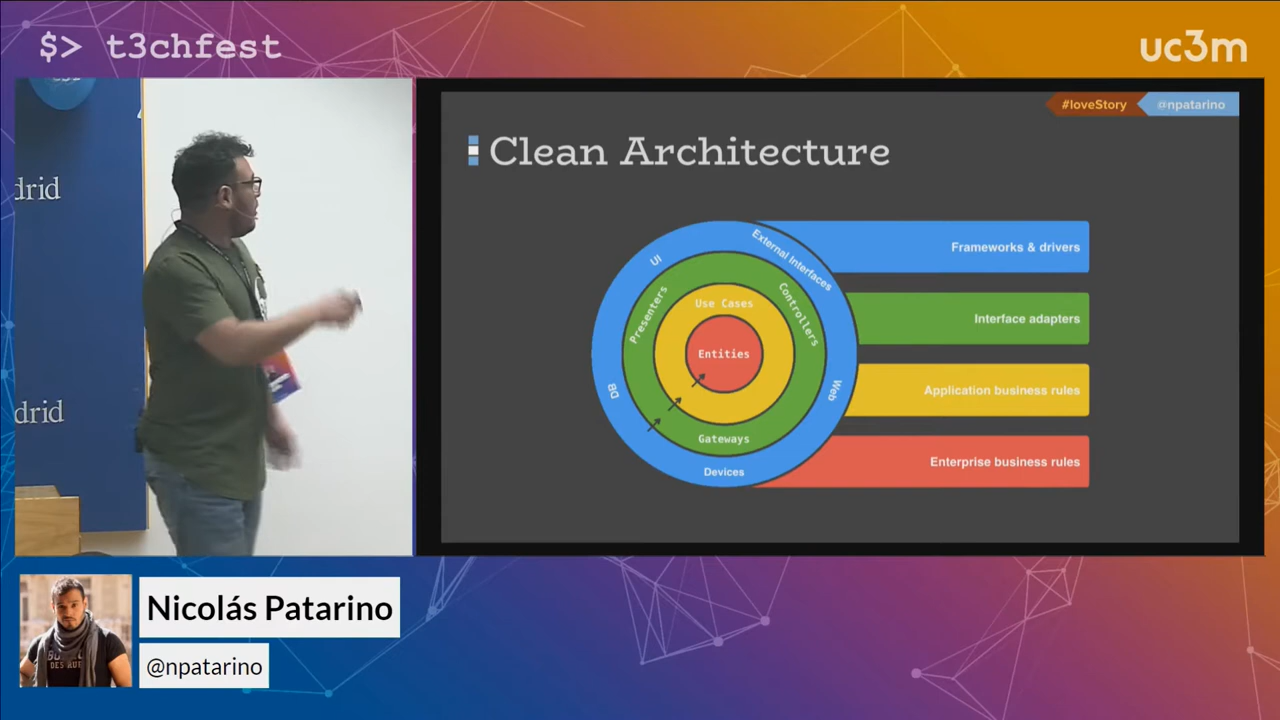 $> t3chfest
uc3m
#loveStory
@npatarino
Clean Architecture
External Interfaces
UI
Frameworks & drivers
Presenters
Use Cases
Controllers
Interface adapters
Entities
DB
Web
Application business rules
Gateways
Devices
Enterprise business rules
drid
drid
Nicolás Patarino
@npatarino